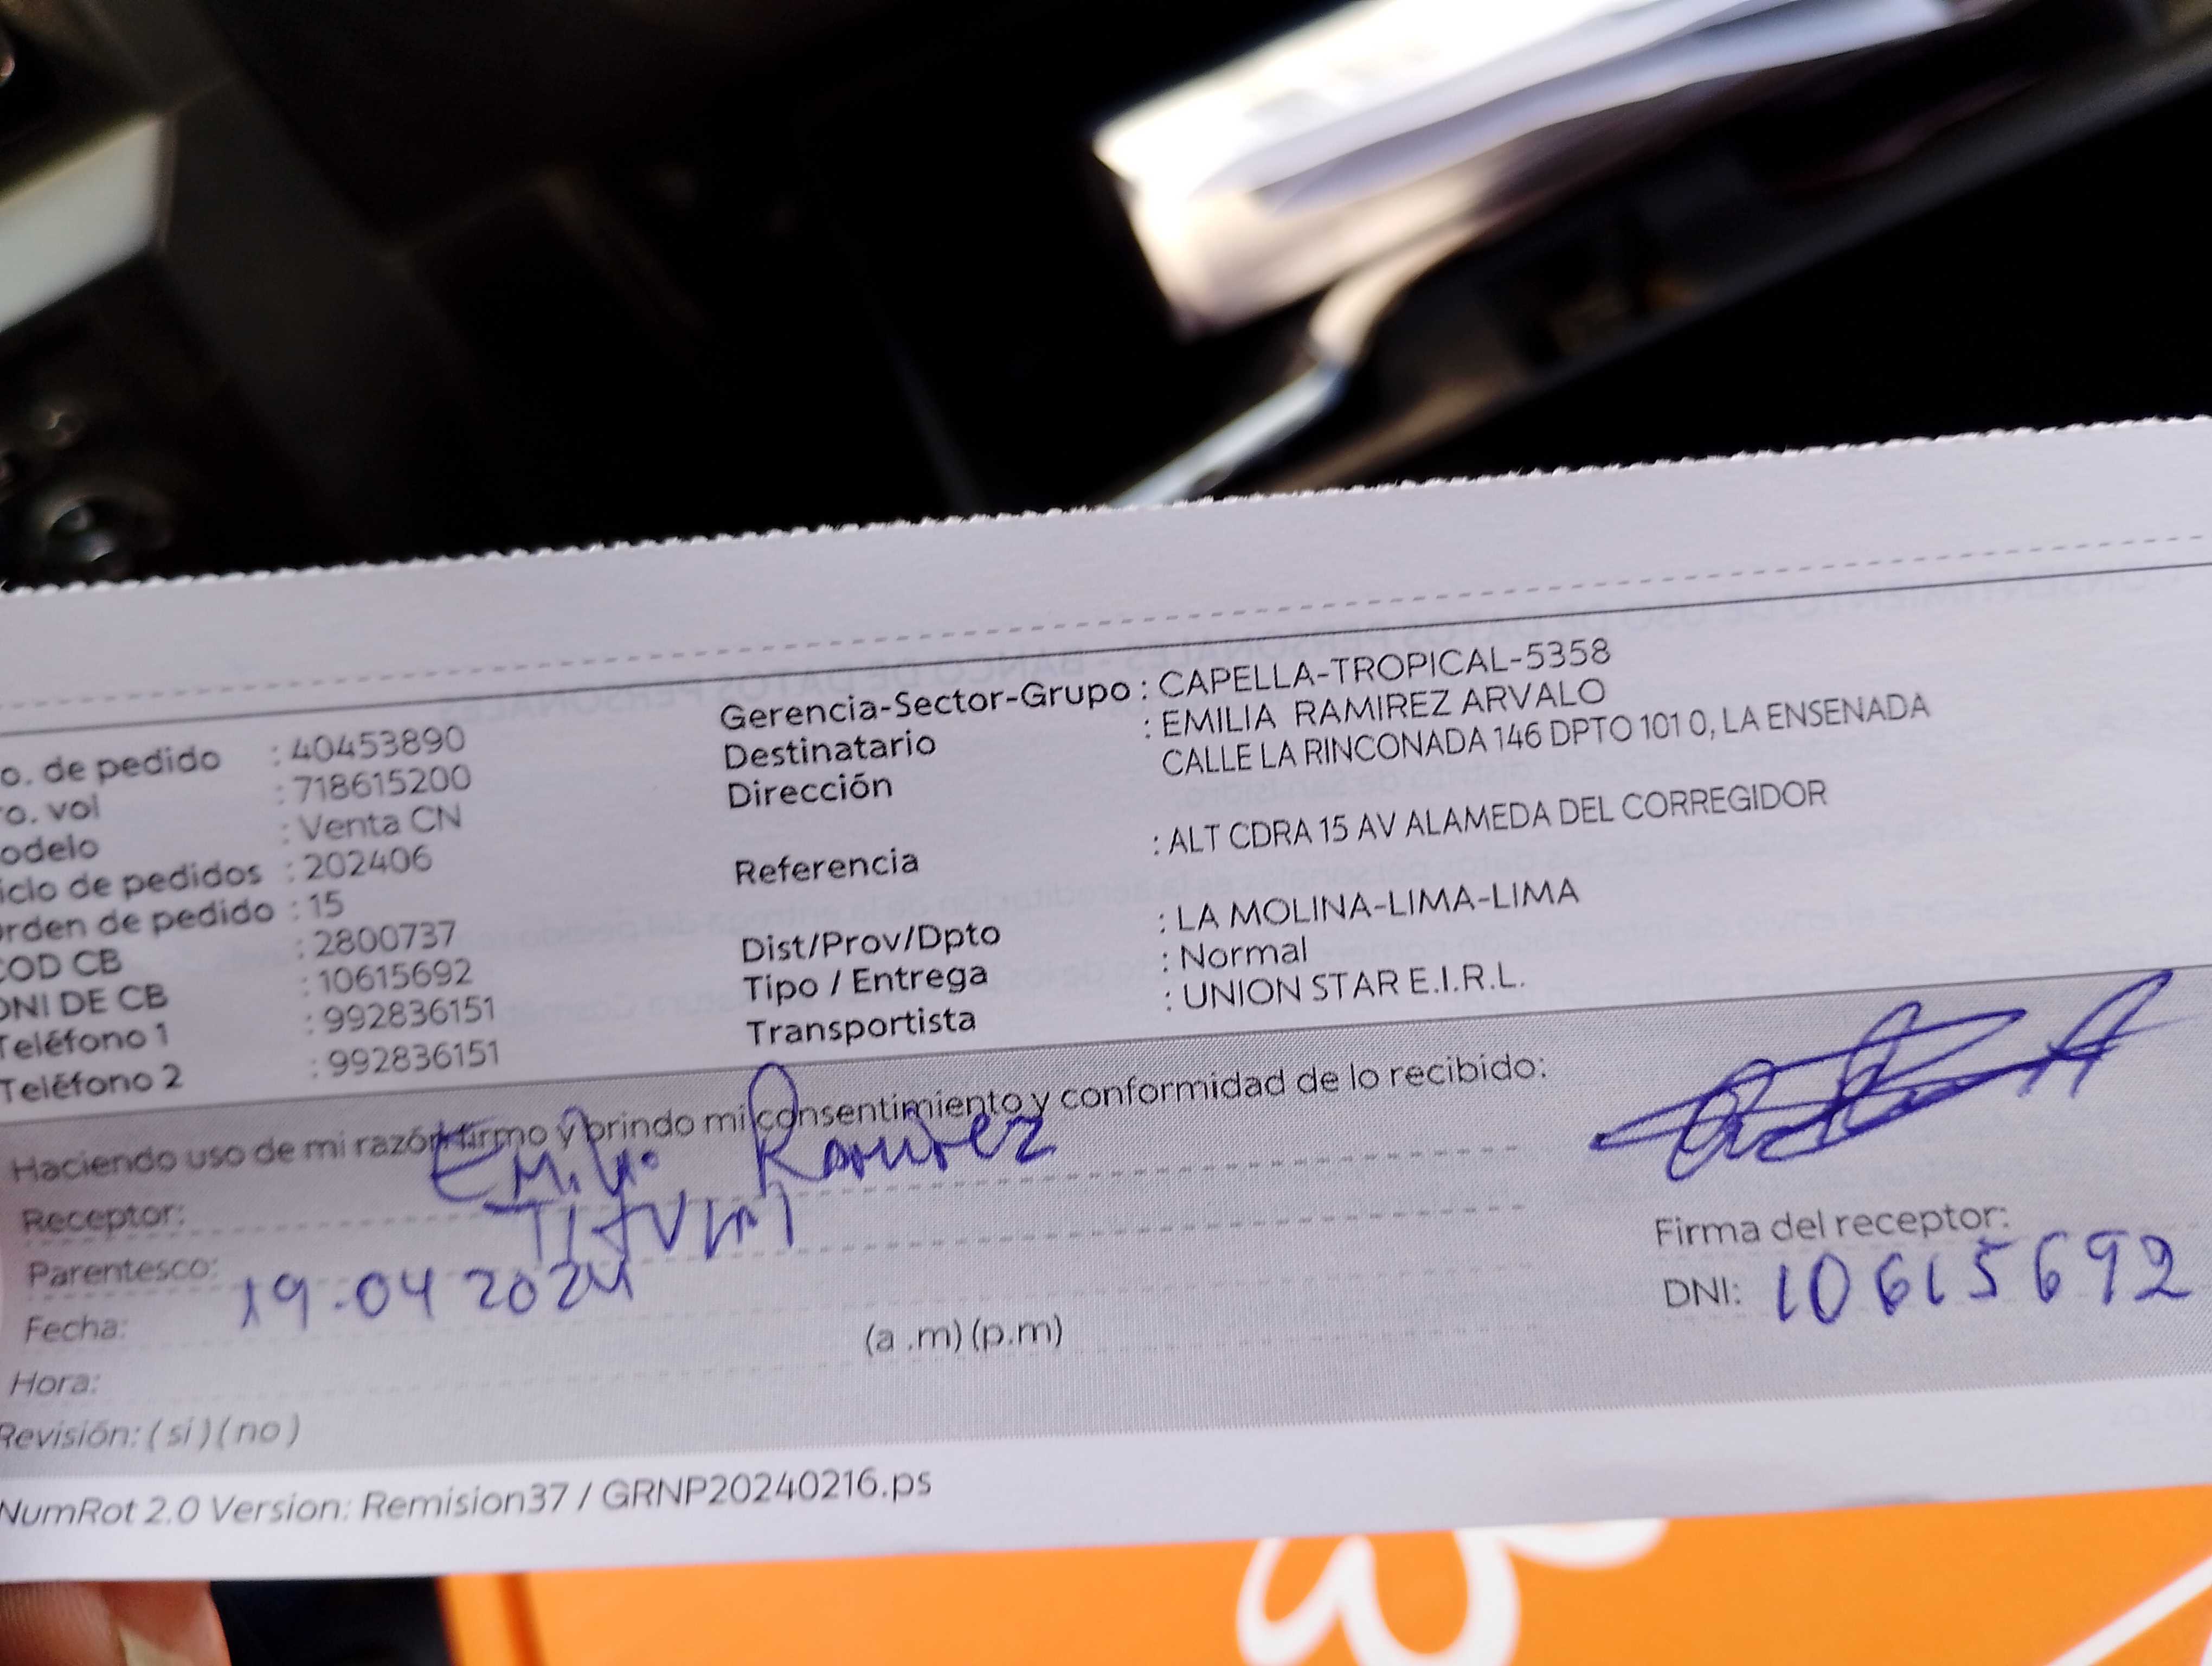 o. de pedido : 40453890
ro. vol : 718615200
odelo : Venta CN
iclo de pedidos : 202406
rden de pedido : 15
COD CB : 2800737
DNI DE CB : 10615692
Teléfono 1 : 992836151
Teléfono 2 : 992836151
Gerencia-Sector-Grupo : CAPELLA-TROPICAL-5358
Destinatario : EMILIA RAMIREZ ARVALO
Dirección CALLE LA RINCONADA 146 DPTO 101 0, LA ENSENADA
Referencia : ALT CDRA 15 AV ALAMEDA DEL CORREGIDOR
Dist/Prov/Dpto : LA MOLINA-LIMA-LIMA
Tipo / Entrega : Normal
Transportista : UNION STAR E.I.R.L.
Haciendo uso de mi razón firmo y brindo mi consentimiento y conformidad de lo recibido:
Receptor: Emilia Ramirez
Parentesco: Titular
Fecha: 19-04 2024
Hora: (a .m) (p.m)
Revisión: ( si ) ( no )
Firma del receptor:
DNI: 10615692
NumRot 2.0 Version: Remision37 / GRNP20240216.ps